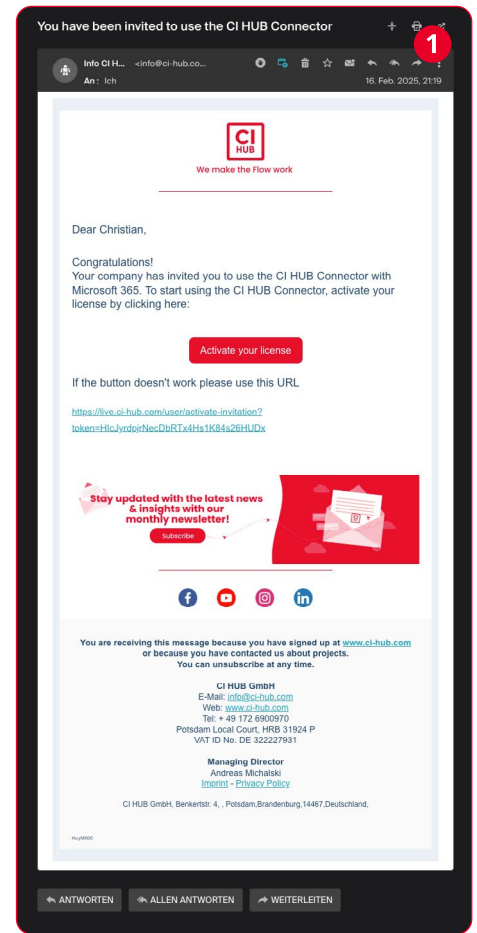 You have been invited to use the CI HUB Connector
1
Info CI H... <info@ci-hub.co...
An: Ich
16. Feb. 2025, 21:19
CI
HUB
We make the Flow work
Dear Christian,
Congratulations!
Your company has invited you to use the CI HUB Connector with
Microsoft 365. To start using the CI HUB Connector, activate your
license by clicking here:
Activate your license
If the button doesn't work please use this URL
https://live.ci-hub.com/user/activate-invitation?
token=HIcJyrdpjrNecDbRTx4Hs1K84s26HUDx
Stay updated with the latest news
& insights with our
monthly newsletter!
Subscribe
You are receiving this message because you have signed up at www.ci-hub.com
or because you have contacted us about projects.
You can unsubscribe at any time.
CI HUB GmbH
E-Mail: info@ci-hub.com
Web: www.ci-hub.com
Tel: + 49 172 6900970
Potsdam Local Court, HRB 31924 P
VAT ID No. DE 322227931
Managing Director
Andreas Michalski
Imprint - Privacy Policy
CI HUB GmbH, Benkertstr. 4, , Potsdam,Brandenburg,14467,Deutschland,
ANTWORTEN
ALLEN ANTWORTEN
WEITERLEITEN